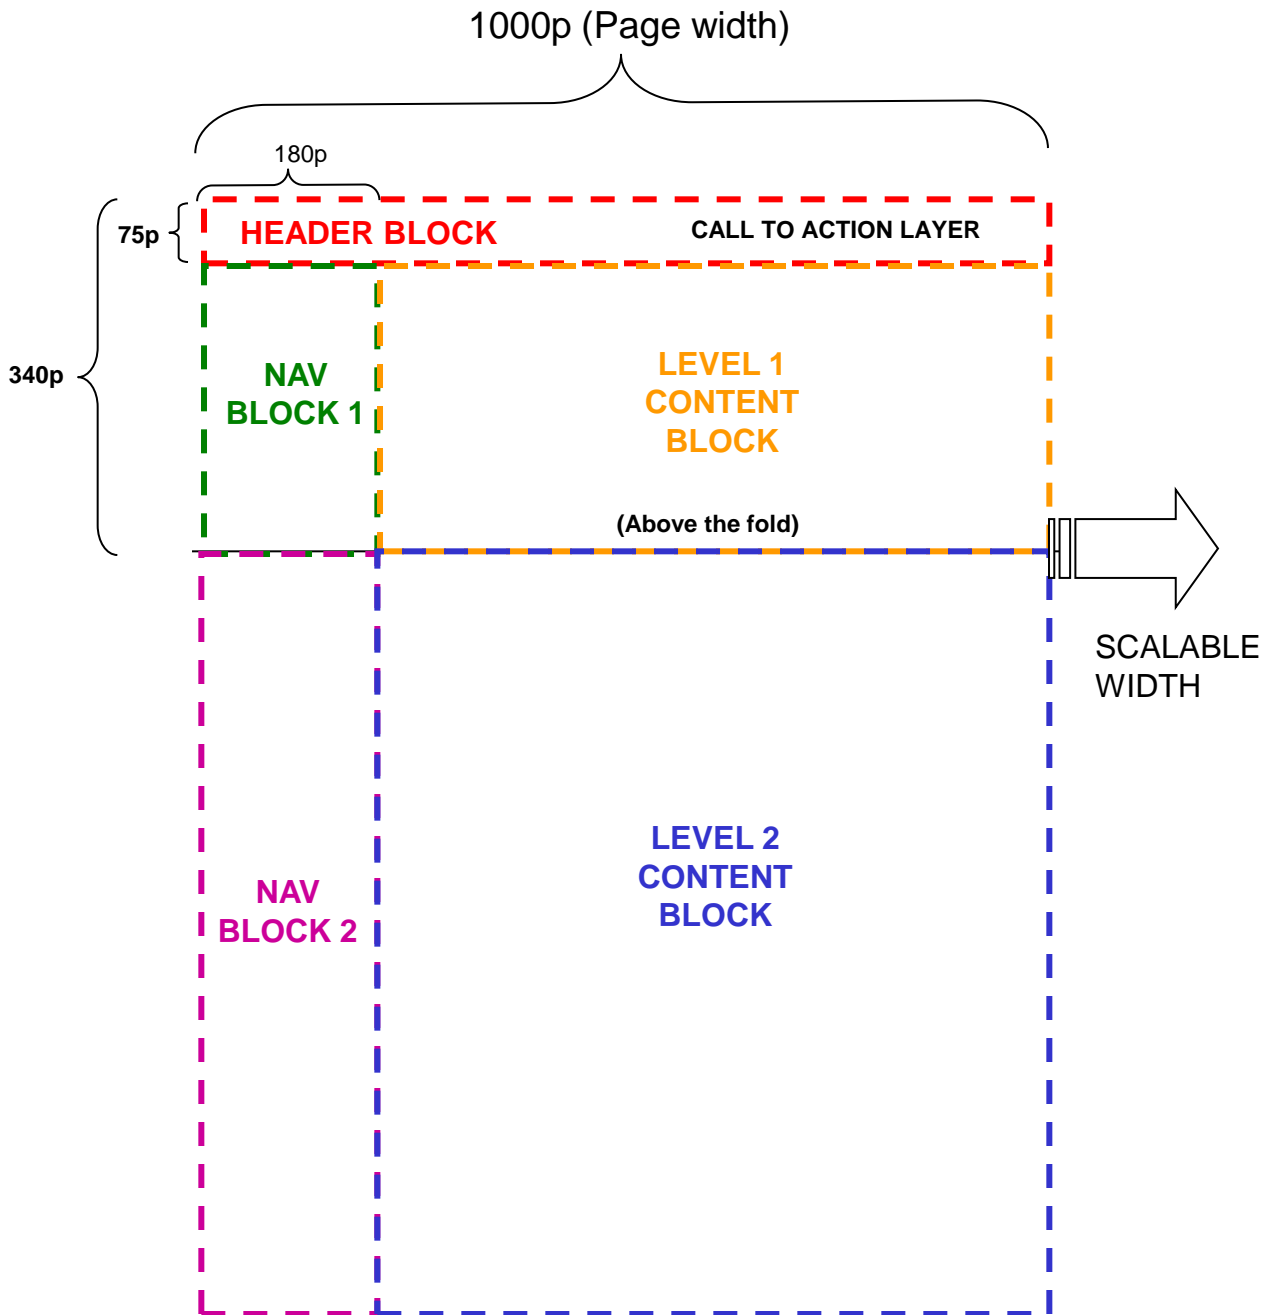 1000p (Page width)
180p
75p
HEADER BLOCK
CALL TO ACTION LAYER
340p
NAV
BLOCK 1
LEVEL 1
CONTENT
BLOCK
(Above the fold)
SCALABLE
WIDTH
NAV
BLOCK 2
LEVEL 2
CONTENT
BLOCK